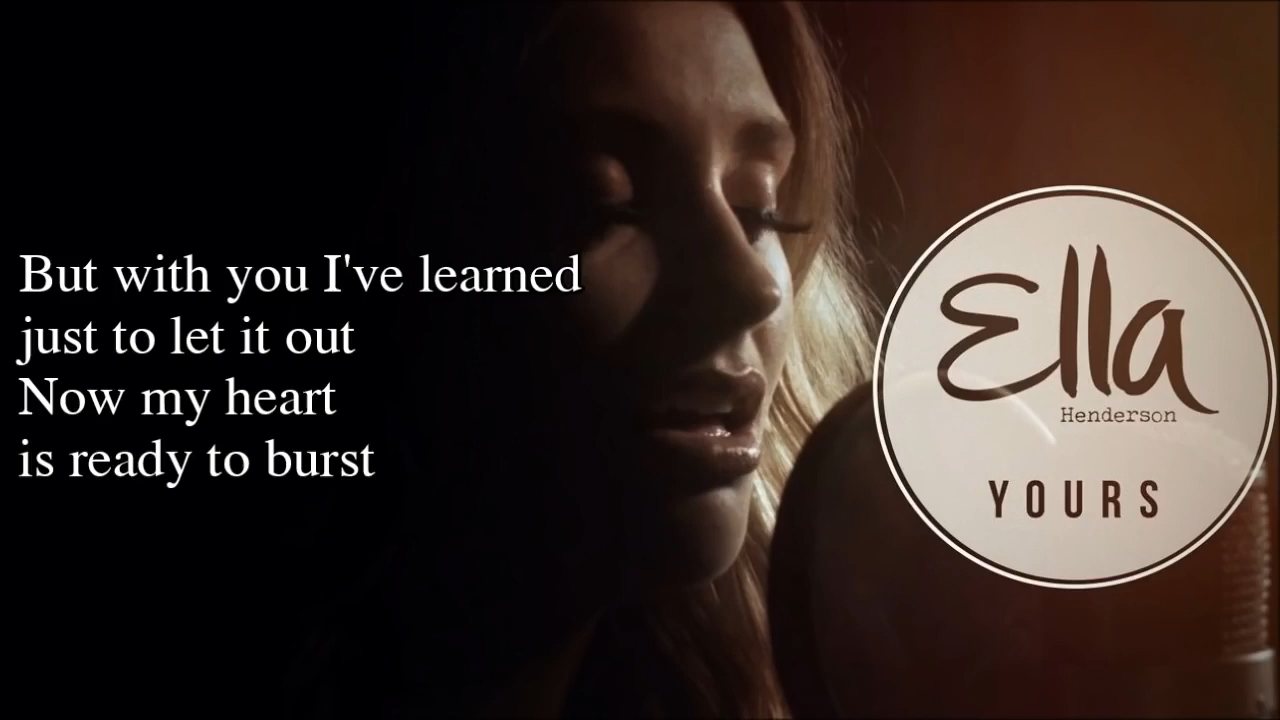 But with you I've learned
just to let it out
Now my heart
is ready to burst
Ella
Henderson
YOURS